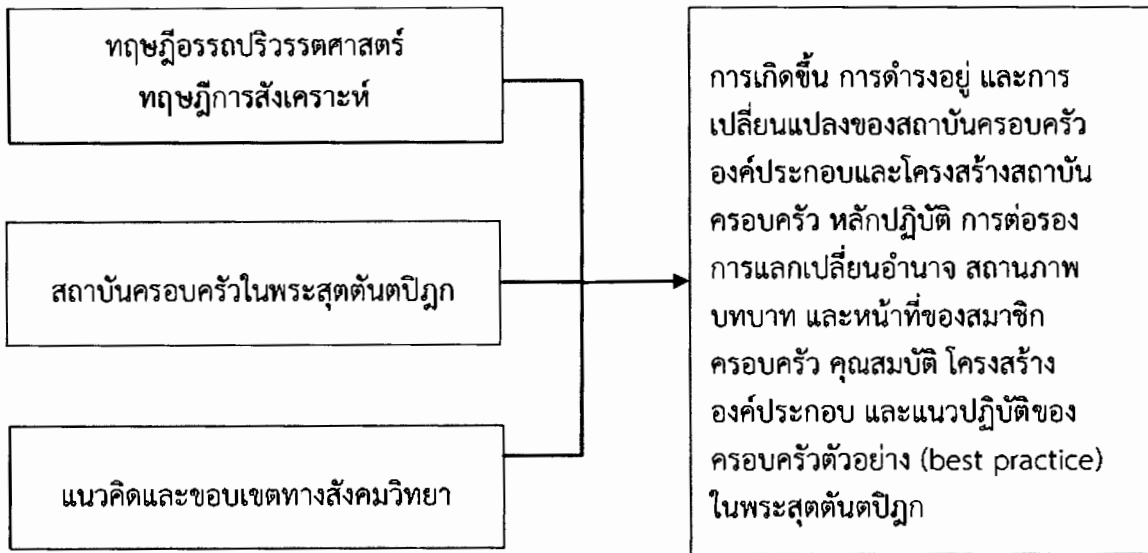 ทฤษฎีอรรถปริวรรตศาสตร์
ทฤษฎีการสังเคราะห์
สถาบันครอบครัวในพระสุตตันตปิฎก
แนวคิดและขอบเขตทางสังคมวิทยา
การเกิดขึ้น การดำรงอยู่ และการ
เปลี่ยนแปลงของสถาบันครอบครัว
องค์ประกอบและโครงสร้างสถาบัน
ครอบครัว หลักปฏิบัติ การต่อรอง
การแลกเปลี่ยนอำนาจ สถานภาพ
บทบาท และหน้าที่ของสมาชิก
ครอบครัว คุณสมบัติ โครงสร้าง
องค์ประกอบ และแนวปฏิบัติของ
ครอบครัวตัวอย่าง (best practice)
ในพระสุตตันตปิฎก